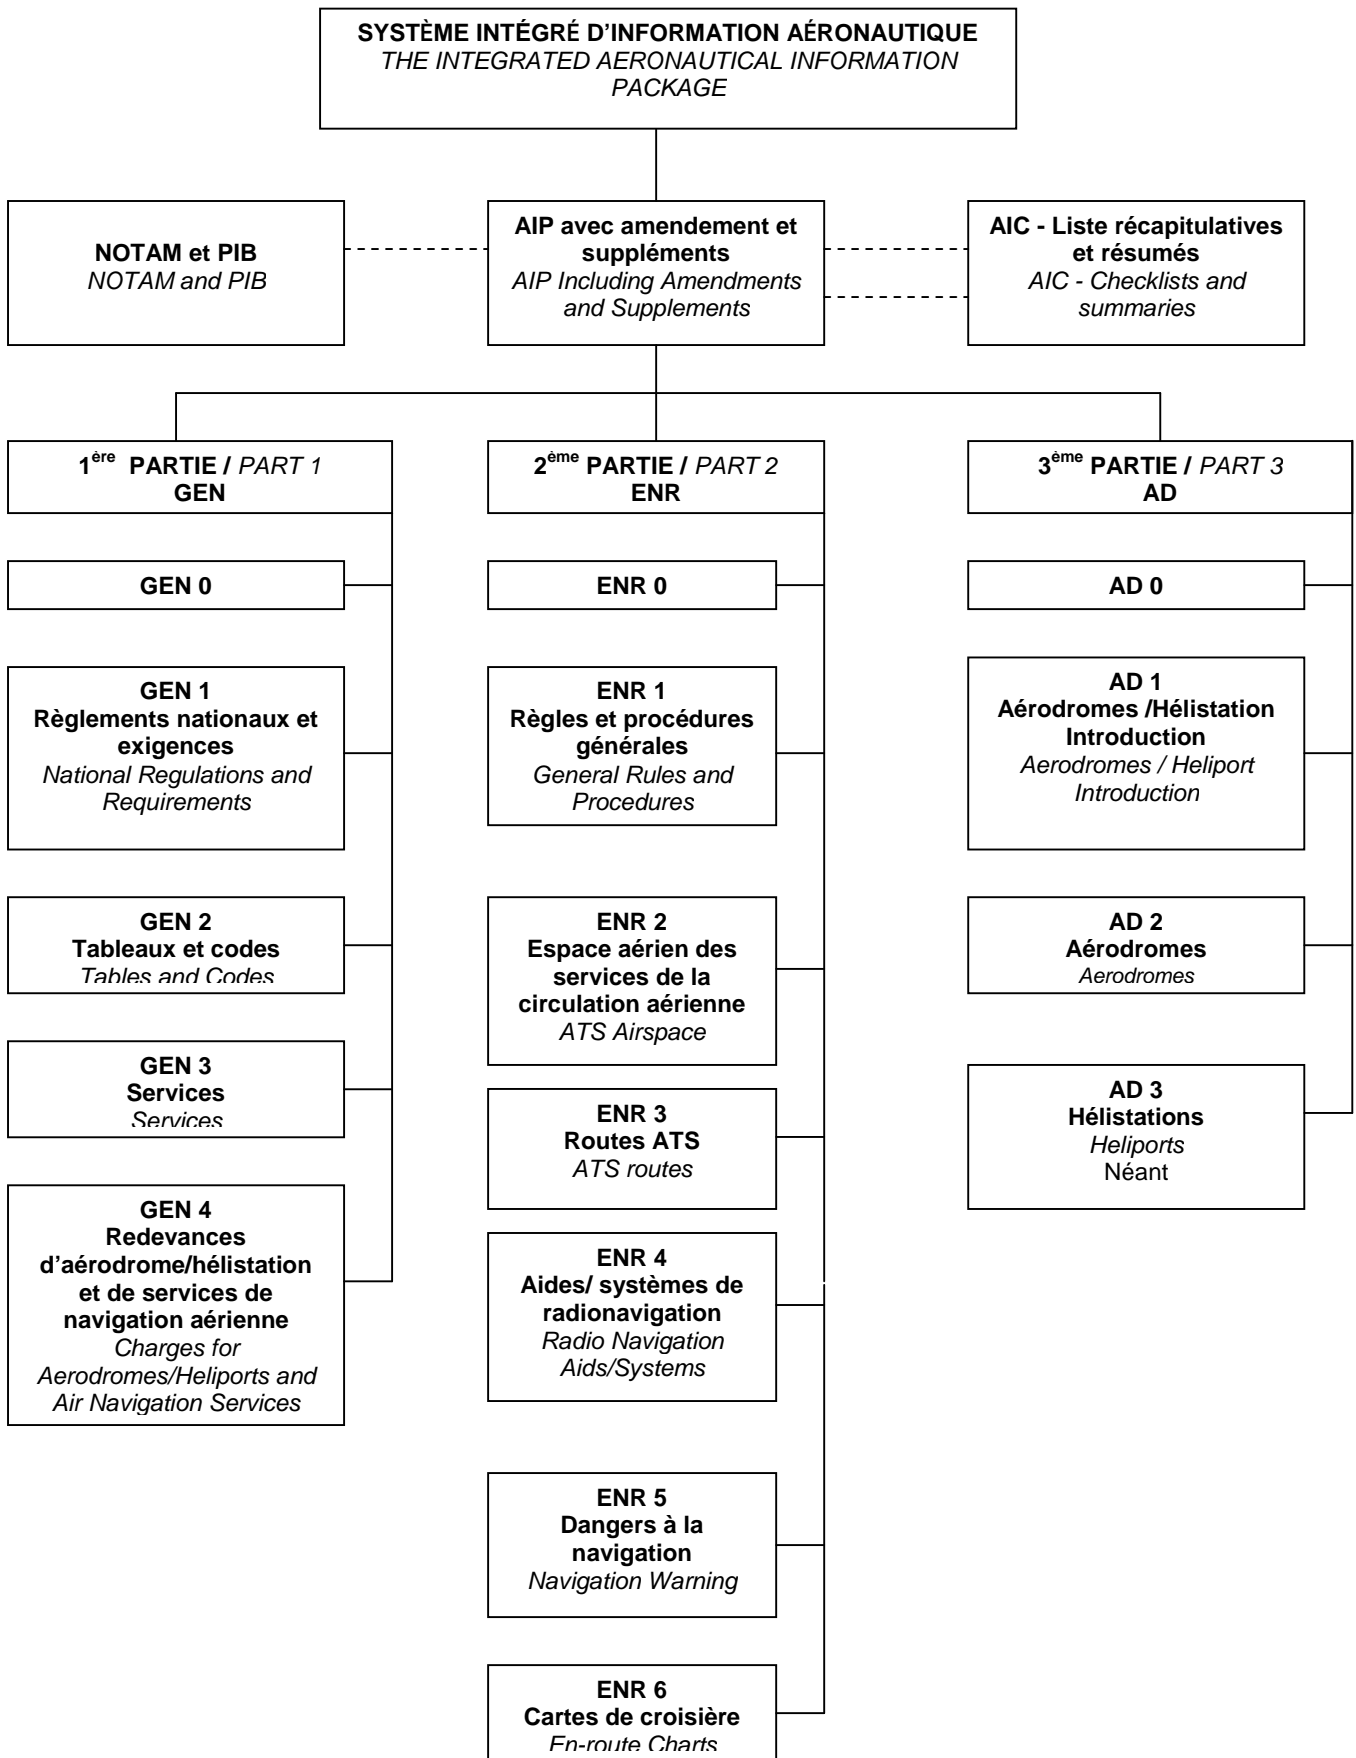 SYSTÈME INTÉGRÉ D'INFORMATION AÉRONAUTIQUE
THE INTEGRATED AERONAUTICAL INFORMATION
PACKAGE
NOTAM et PIB
NOTAM and PIB
AIP avec amendement et
suppléments
AIP Including Amendments
and Supplements
AIC - Liste récapitulatives
et résumés
AIC - Checklists and
summaries
1ère PARTIE / PART 1
GEN
2ème PARTIE / PART 2
ENR
3ème PARTIE / PART 3
AD
GEN 0
GEN 1
Règlements nationaux et
exigences
National Regulations and
Requirements
GEN 2
Tableaux et codes
Tables and Codes
GEN 3
Services
Services
GEN 4
Redevances
d'aérodrome/hélistation
et de services de
navigation aérienne
Charges for
Aerodromes/Heliports and
Air Navigation Services
ENR 0
ENR 1
Règles et procédures
générales
General Rules and
Procedures
ENR 2
Espace aérien des
services de la
circulation aérienne
ATS Airspace
ENR 3
Routes ATS
ATS routes
ENR 4
Aides/ systèmes de
radionavigation
Radio Navigation
Aids/Systems
ENR 5
Dangers à la
navigation
Navigation Warning
ENR 6
Cartes de croisière
En-route Charts
AD 0
AD 1
Aérodromes /Hélistation
Introduction
Aerodromes / Heliport
Introduction
AD 2
Aérodromes
Aerodromes
AD 3
Hélistations
Heliports
Néant